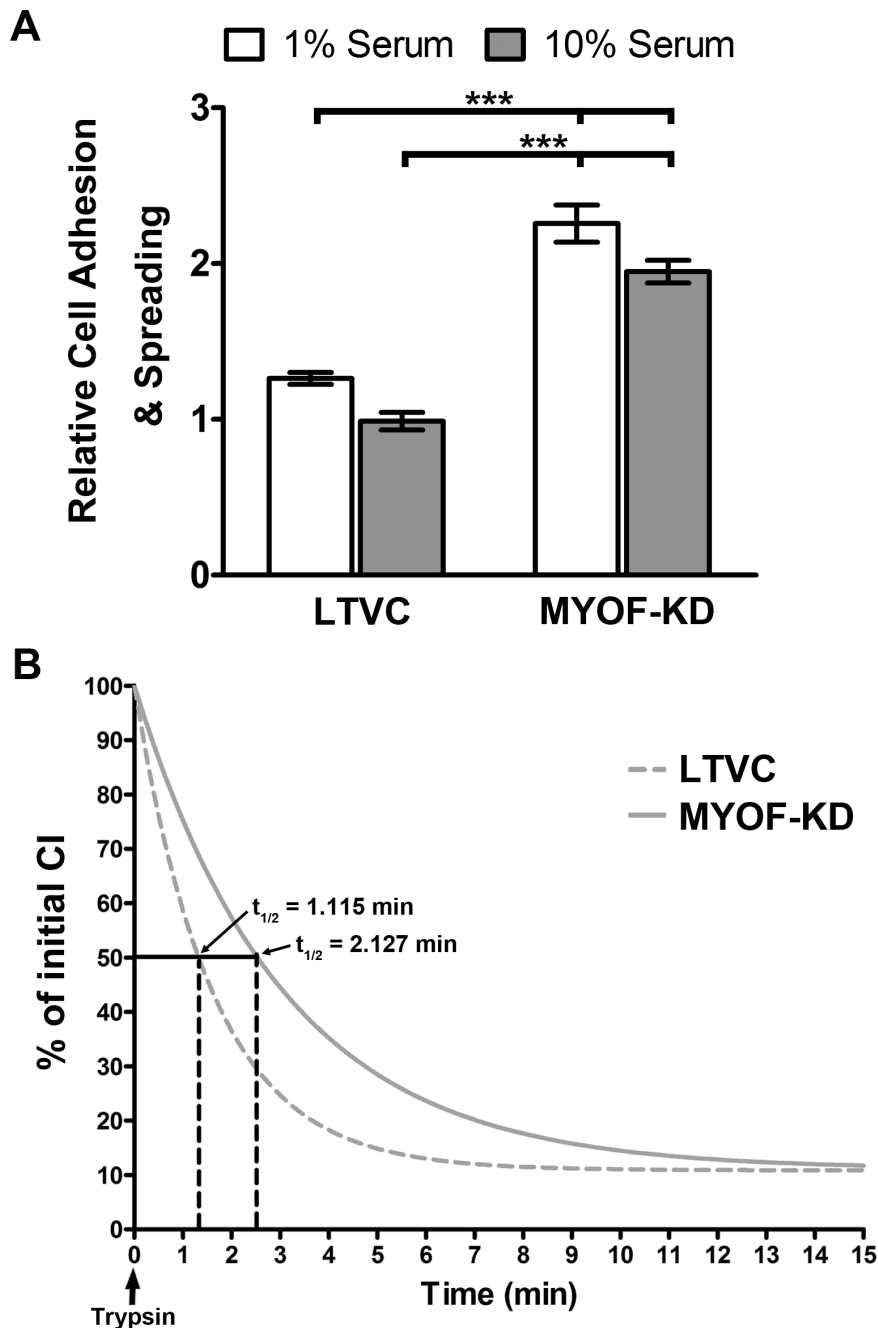 A
1% Serum 10% Serum
Relative Cell Adhesion
& Spreading
3
2
1
0
***
***
LTVC MYOF-KD
B
% of initial CI
100
90
80
70
60
50
40
30
20
10
0
LTVC
MYOF-KD
t1/2 = 1.115 min
t1/2 = 2.127 min
0 1 2 3 4 5 6 7 8 9 10 11 12 13 14 15
Time (min)
Trypsin